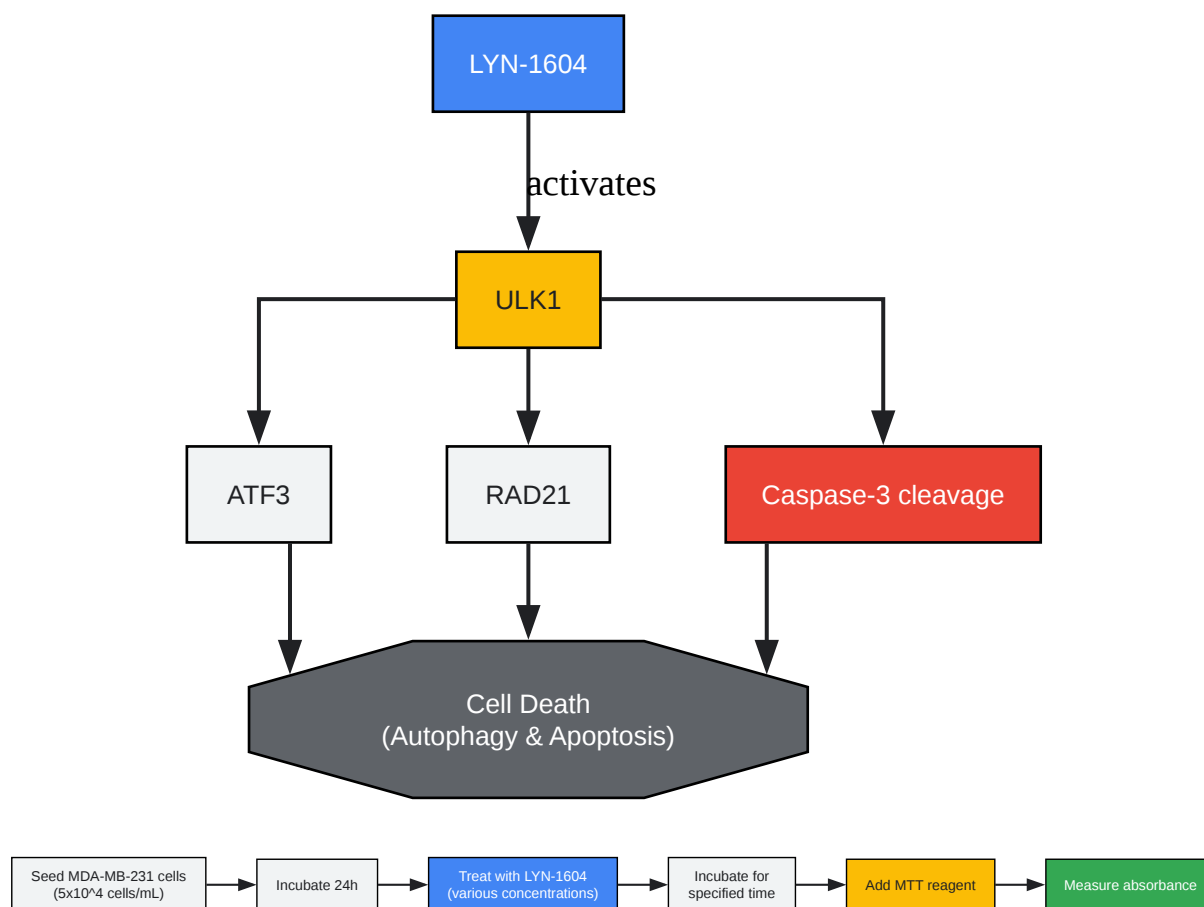 LYN-1604
activates
ULK1
ATF3
RAD21
Caspase-3 cleavage
Cell Death
(Autophagy & Apoptosis)
Seed MDA-MB-231 cells
(5x10^4 cells/mL)
Incubate 24h
Treat with LYN-1604
(various concentrations)
Incubate for
specified time
Add MTT reagent
Measure absorbance